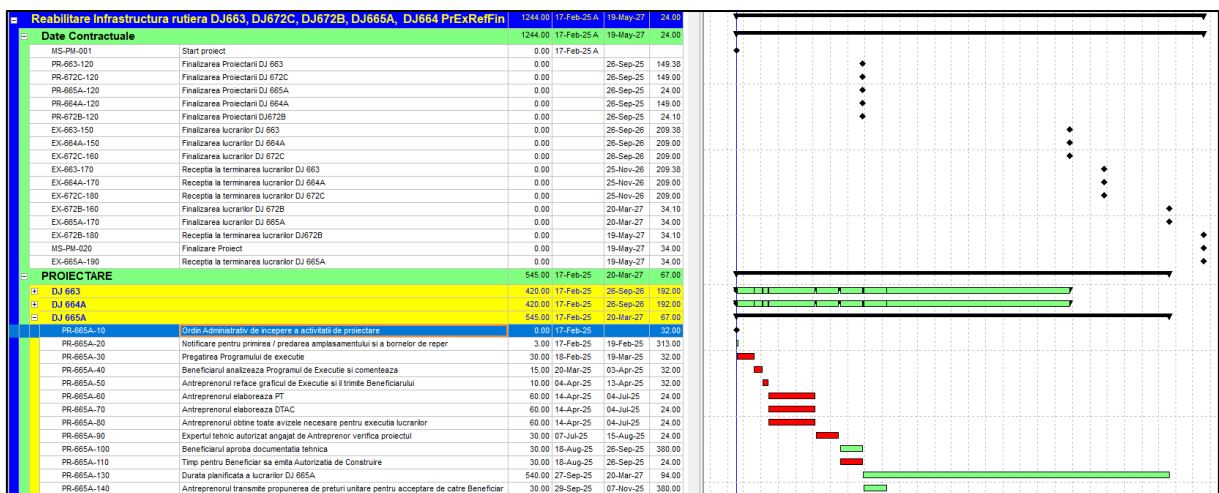 Reabilitare Infrastructura rutiera DJ663, DJ672C, DJ672B, DJ665A, DJ664 PrExRefFin 1244.00 17-Feb-25 A 19-May-27 24.00
Date Contractuale 1244.00 17-Feb-25 A 19-May-27 24.00
MS-PM-001 Start proiect 0.00 17-Feb-25 A
PR-663-120 Finalizarea Proiectarii DJ 663 0.00 26-Sep-25 149.38
PR-672C-120 Finalizarea Proiectarii DJ 672C 0.00 26-Sep-25 149.00
PR-665A-120 Finalizarea Proiectarii DJ 665A 0.00 26-Sep-25 24.00
PR-664A-120 Finalizarea Proiectarii DJ 664A 0.00 26-Sep-25 149.00
PR-672B-120 Finalizarea Proiectarii DJ672B 0.00 26-Sep-25 24.10
EX-663-150 Finalizarea lucrarilor DJ 663 0.00 26-Sep-26 209.38
EX-664A-150 Finalizarea lucrarilor DJ 664A 0.00 26-Sep-26 209.00
EX-672C-160 Finalizarea lucrarilor DJ 672C 0.00 26-Sep-26 209.00
EX-663-170 Receptia la terminarea lucrarilor DJ 663 0.00 25-Nov-26 209.38
EX-664A-170 Receptia la terminarea lucrarilor DJ 664A 0.00 25-Nov-26 209.00
EX-672C-180 Receptia la terminarea lucrarilor DJ 672C 0.00 25-Nov-26 209.00
EX-672B-160 Finalizarea lucrarilor DJ 672B 0.00 20-Mar-27 34.10
EX-665A-170 Finalizarea lucrarilor DJ 665A 0.00 20-Mar-27 34.00
EX-672B-180 Receptia la terminarea lucrarilor DJ672B 0.00 19-May-27 34.10
MS-PM-020 Finalizare Proiect 0.00 19-May-27 34.00
EX-665A-190 Receptia la terminarea lucrarilor DJ 665A 0.00 19-May-27 34.00
PROIECTARE 545.00 17-Feb-25 20-Mar-27 67.00
DJ 663 420.00 17-Feb-25 26-Sep-26 192.00
DJ 664A 420.00 17-Feb-25 26-Sep-26 192.00
DJ 665A 545.00 17-Feb-25 20-Mar-27 67.00
PR-665A-10 Ordin Administrativ de incepere a activitatii de proiectare 0.00 17-Feb-25 32.00
PR-665A-20 Notificare pentru primirea / predarea amplasamentului si a bornelor de reper 3.00 17-Feb-25 19-Feb-25 313.00
PR-665A-30 Pregatirea Programului de executie 30.00 18-Feb-25 19-Mar-25 32.00
PR-665A-40 Beneficiarul analizeaza Programul de Executie si comenteaza 15.00 20-Mar-25 03-Apr-25 32.00
PR-665A-50 Antreprenorul reface graficul de Executie si il trimite Beneficiarului 10.00 04-Apr-25 13-Apr-25 32.00
PR-665A-60 Antreprenorul elaboreaza PT 60.00 14-Apr-25 04-Jul-25 24.00
PR-665A-70 Antreprenorul elaboreaza DTAC 60.00 14-Apr-25 04-Jul-25 24.00
PR-665A-80 Antreprenorul obtine toate avizele necesare pentru executia lucrarilor 60.00 14-Apr-25 04-Jul-25 24.00
PR-665A-90 Expertul tehnic autorizat angajat de Antreprenor verifica proiectul 30.00 07-Jul-25 15-Aug-25 24.00
PR-665A-100 Beneficiarul aproba documentatia tehnica 30.00 18-Aug-25 26-Sep-25 380.00
PR-665A-110 Timp pentru Beneficiar sa emita Autorizatia de Construire 30.00 18-Aug-25 26-Sep-25 24.00
PR-665A-130 Durata planificata a lucrarilor DJ 665A 540.00 27-Sep-25 20-Mar-27 94.00
PR-665A-140 Antreprenorul transmite propunerea de preturi unitare pentru acceptare de catre Beneficiar 30.00 29-Sep-25 07-Nov-25 380.00